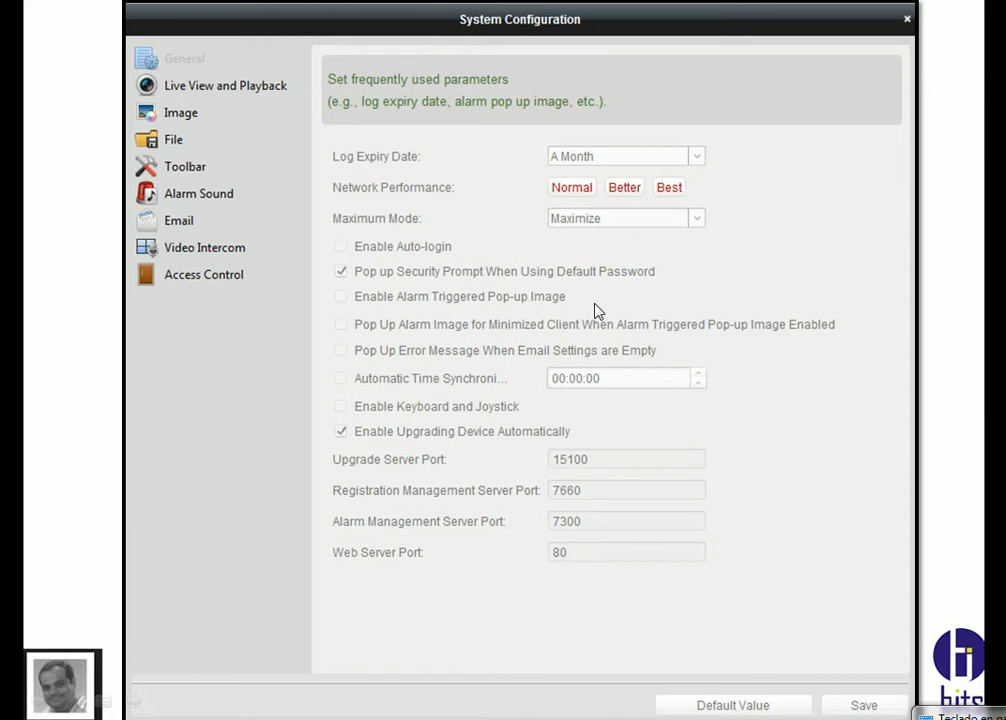 System Configuration
General
Live View and Playback
Image
File
Toolbar
Alarm Sound
Email
Video Intercom
Access Control
Set frequently used parameters
(e.g., log expiry date, alarm pop up image, etc.).
Log Expiry Date: A Month
Network Performance: Normal Better Best
Maximum Mode: Maximize
Enable Auto-login
Pop up Security Prompt When Using Default Password
Enable Alarm Triggered Pop-up Image
Pop Up Alarm Image for Minimized Client When Alarm Triggered Pop-up Image Enabled
Pop Up Error Message When Email Settings are Empty
Automatic Time Synchroni... 00:00:00
Enable Keyboard and Joystick
Enable Upgrading Device Automatically
Upgrade Server Port: 15100
Registration Management Server Port: 7660
Alarm Management Server Port: 7300
Web Server Port: 80
Default Value Save
hi
hits
Teclado en